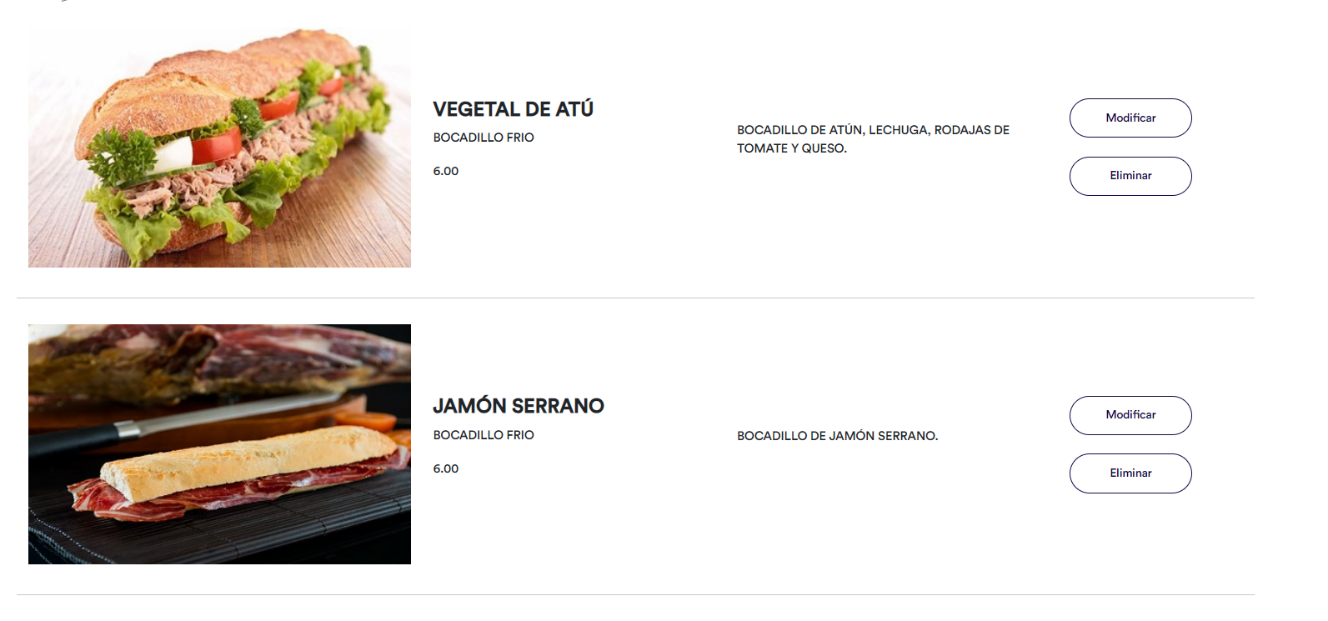 VEGETAL DE ATÚ
BOCADILLO FRIO
6.00
BOCADILLO DE ATÚN, LECHUGA, RODAJAS DE
TOMATE Y QUESO.
Modificar
Eliminar
JAMÓN SERRANO
BOCADILLO FRIO
6.00
BOCADILLO DE JAMÓN SERRANO.
Modificar
Eliminar